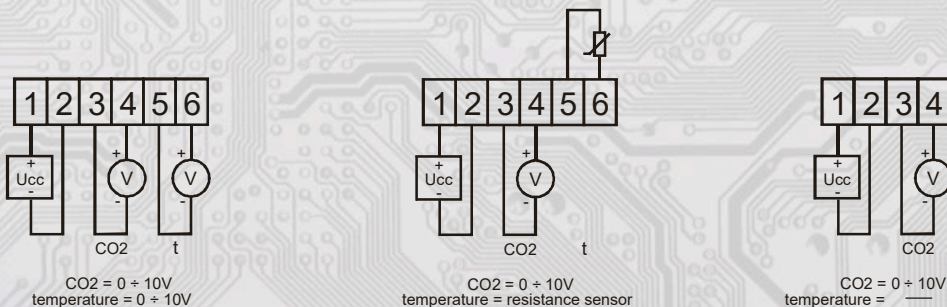 1 2 3 4 5 6
+
Ucc
-
+
V
-
+
V
-
CO2 t
CO2 = 0 ÷ 10V
temperature = 0 ÷ 10V
1 2 3 4 5 6
+
Ucc
-
+
V
-
CO2 t
CO2 = 0 ÷ 10V
temperature = resistance sensor
1 2 3 4
+
Ucc
-
+
V
-
CO2
CO2 = 0 ÷ 10V
temperature = ——